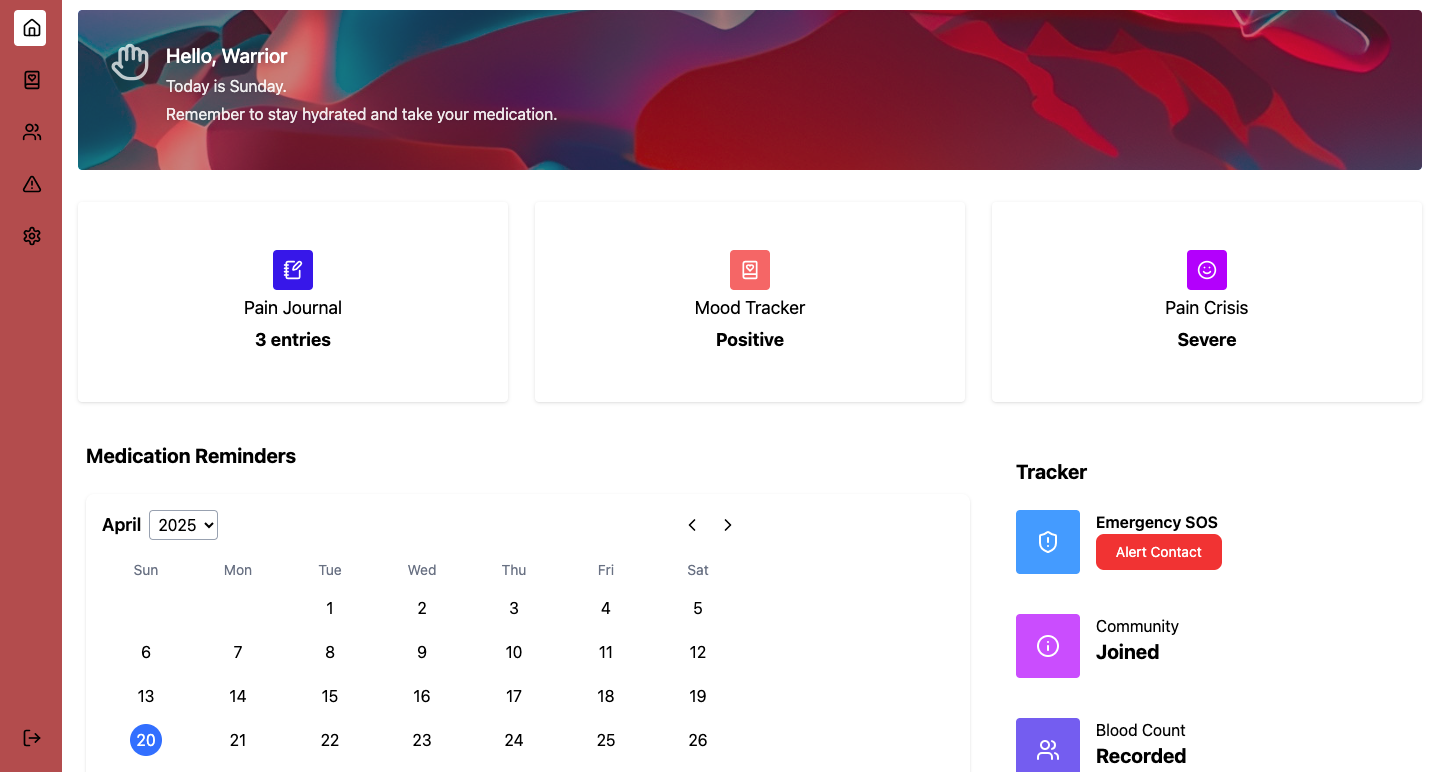 Hello, Warrior
Today is Sunday.
Remember to stay hydrated and take your medication.
Pain Journal
3 entries
Mood Tracker
Positive
Pain Crisis
Severe
Medication Reminders
April 2025
Sun Mon Tue Wed Thu Fri Sat
1 2 3 4 5
6 7 8 9 10 11 12
13 14 15 16 17 18 19
20 21 22 23 24 25 26
Tracker
Emergency SOS
Alert Contact
Community
Joined
Blood Count
Recorded